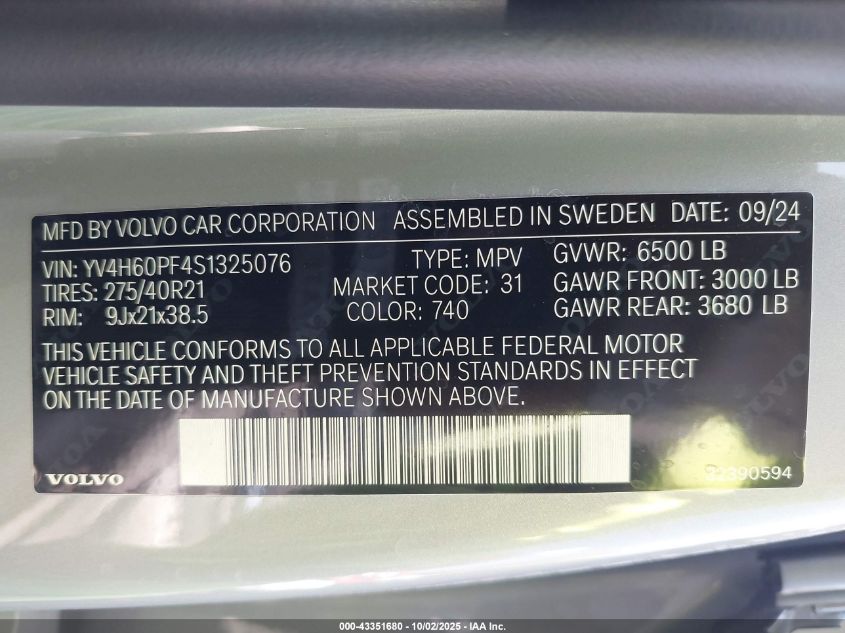 MFD BY VOLVO CAR CORPORATION ASSEMBLED IN SWEDEN DATE: 09/24
VIN: YV4H60PF4S1325076 TYPE: MPV GVWR: 6500 LB
TIRES: 275/40R21 MARKET CODE: 31 GAWR FRONT: 3000 LB
RIM: 9Jx21x38.5 COLOR: 740 GAWR REAR: 3680 LB
THIS VEHICLE CONFORMS TO ALL APPLICABLE FEDERAL MOTOR
VEHICLE SAFETY AND THEFT PREVENTION STANDARDS IN EFFECT
ON THE DATE OF MANUFACTURE SHOWN ABOVE.
VOLVO 32390594
000-43351680 - 10/02/2025 - IAA Inc.